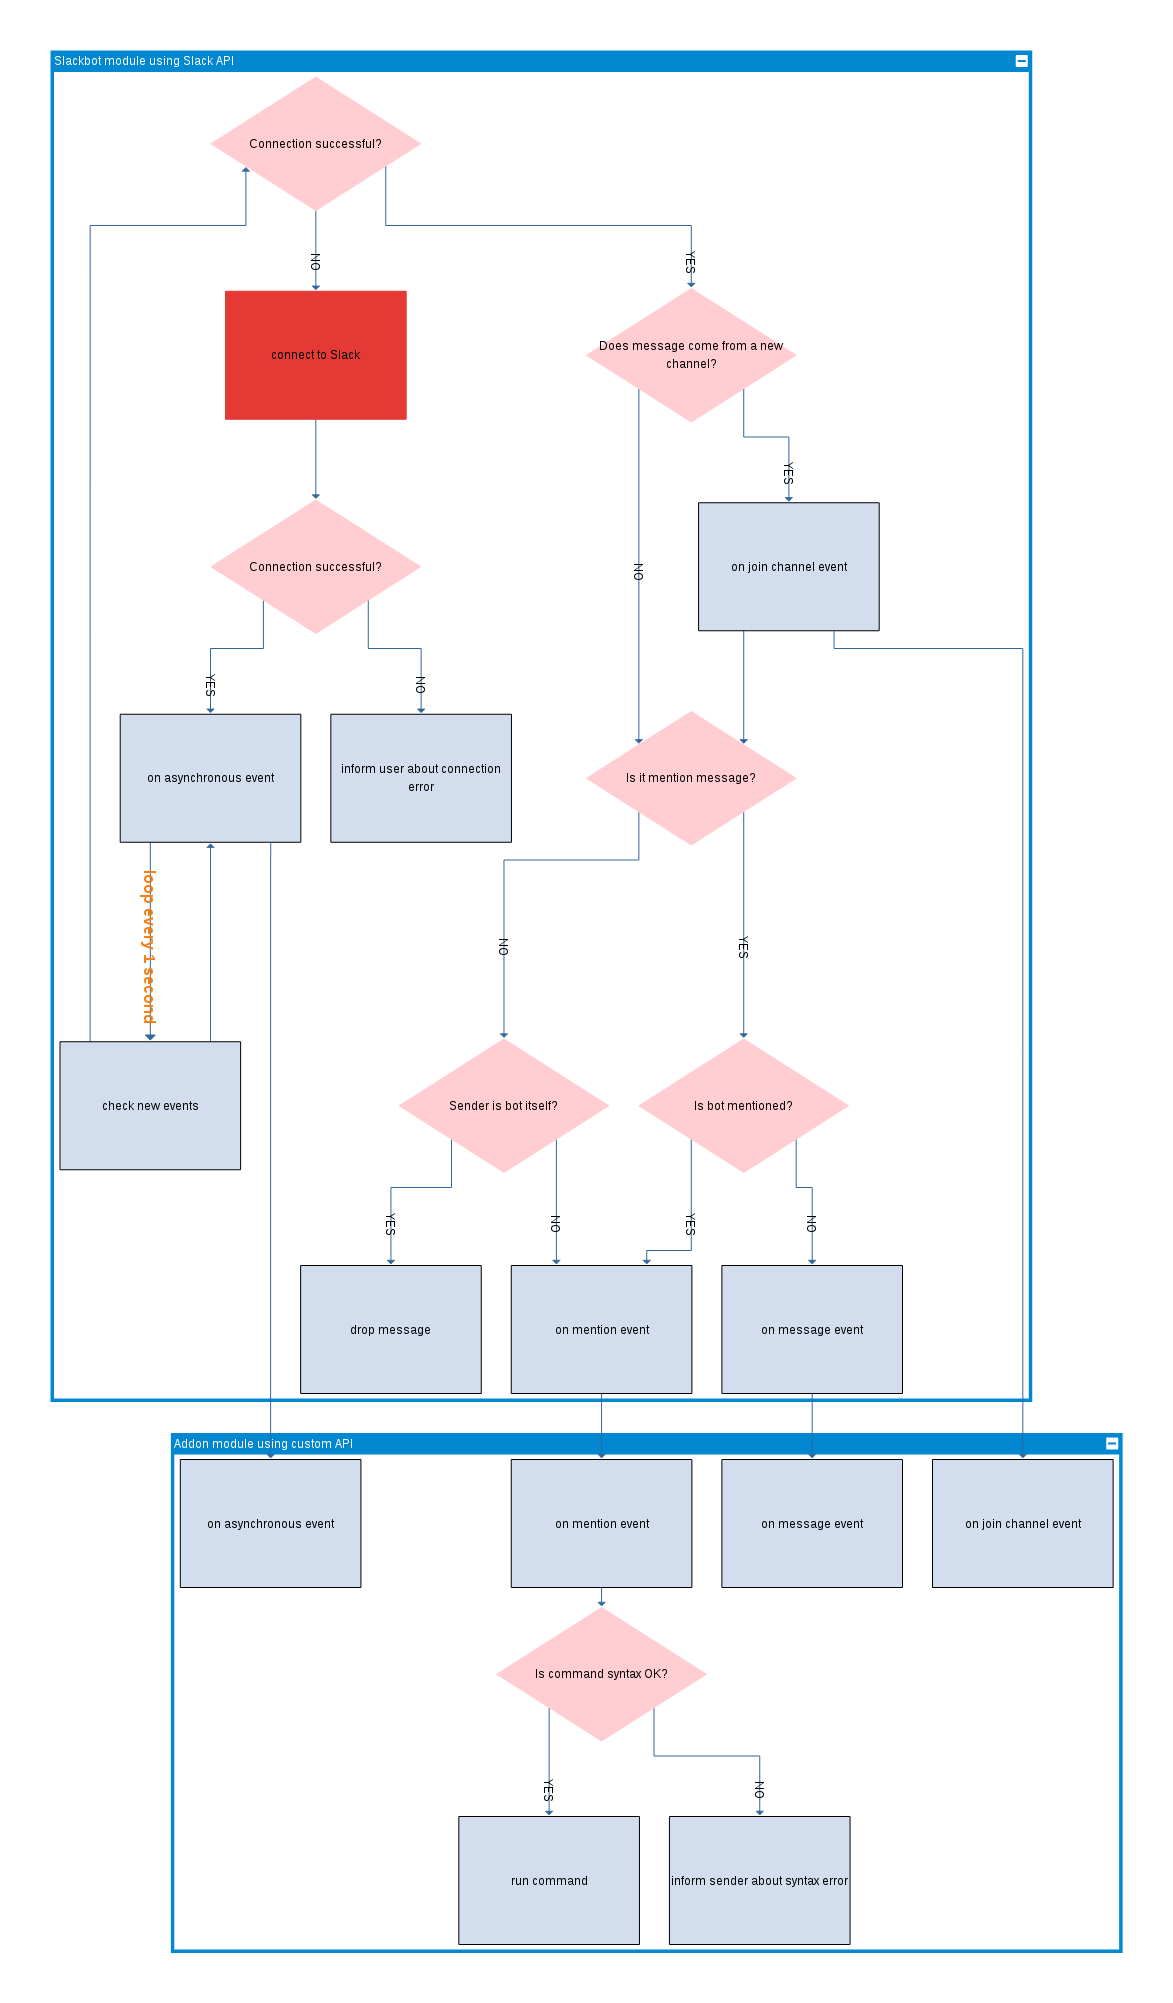 Slackbot module using Slack API
Connection successful?
NO
YES
connect to Slack
Does message come from a new
channel?
YES
NO
on join channel event
Connection successful?
YES
NO
on asynchronous event
inform user about connection
error
Is it mention message?
loop every 1 second
NO
YES
check new events
Sender is bot itself?
Is bot mentioned?
YES
NO
YES
NO
drop message
on mention event
on message event
Addon module using custom API
on asynchronous event
on mention event
on message event
on join channel event
Is command syntax OK?
YES
NO
run command
inform sender about syntax error